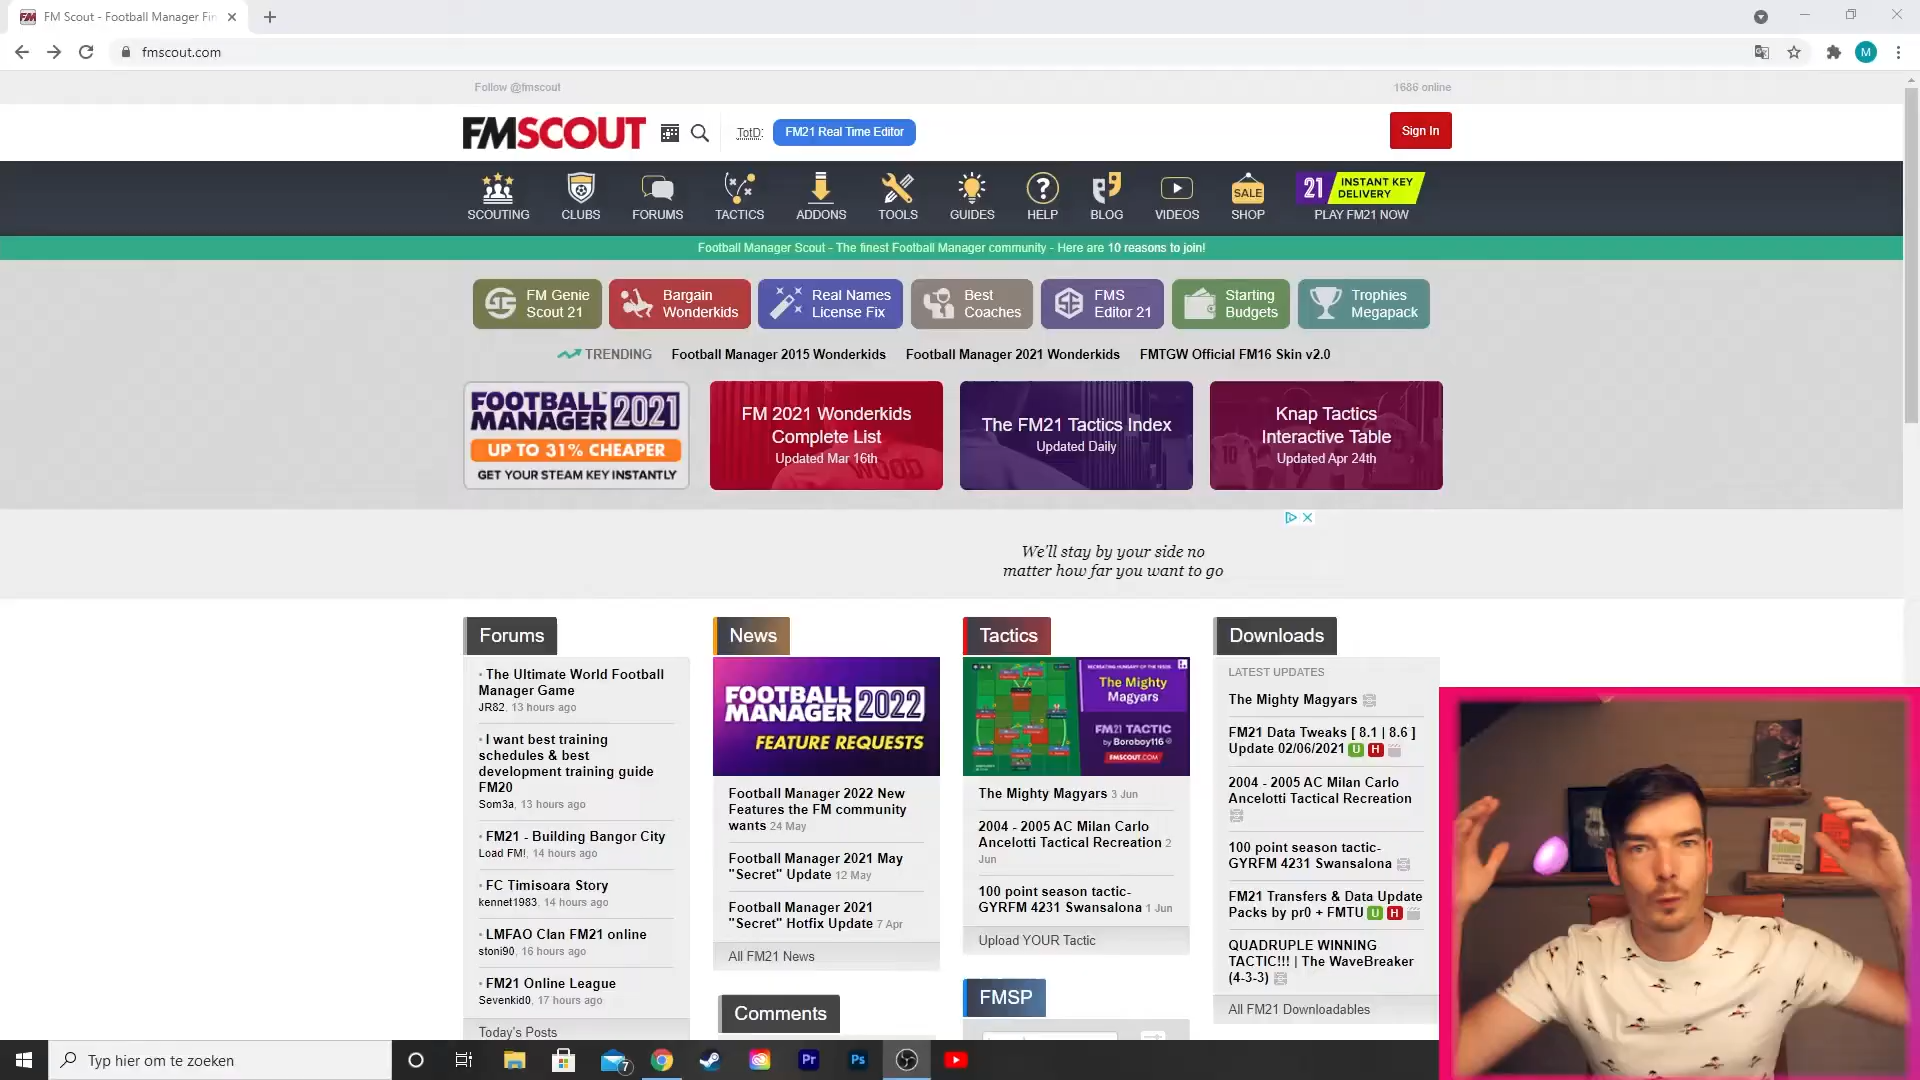 FM Scout - Football Manager Fin
fmscout.com
M
Follow @fmscout
1686 online
FMSCOUT
TotD:
FM21 Real Time Editor
Sign In
SCOUTING
CLUBS
FORUMS
TACTICS
ADDONS
TOOLS
GUIDES
HELP
BLOG
VIDEOS
SALE
SHOP
21 INSTANT KEY
DELIVERY
PLAY FM21 NOW
Football Manager Scout - The finest Football Manager community - Here are 10 reasons to join!
FM Genie
Scout 21
Bargain
Wonderkids
Real Names
License Fix
Best
Coaches
FMS
Editor 21
Starting
Budgets
Trophies
Megapack
TRENDING
Football Manager 2015 Wonderkids
Football Manager 2021 Wonderkids
FMTGW Official FM16 Skin v2.0
FOOTBALL
MANAGER 2021
UP TO 31% CHEAPER
GET YOUR STEAM KEY INSTANTLY
FM 2021 Wonderkids
Complete List
Updated Mar 16th
The FM21 Tactics Index
Updated Daily
Knap Tactics
Interactive Table
Updated Apr 24th
We'll stay by your side no
matter how far you want to go
Forums
· The Ultimate World Football
Manager Game
JR82, 13 hours ago
· I want best training
schedules & best
development training guide
FM20
Som3a, 13 hours ago
· FM21 - Building Bangor City
Load FM!, 14 hours ago
· FC Timisoara Story
kennet1983, 14 hours ago
· LMFAO Clan FM21 online
stoni90, 16 hours ago
· FM21 Online League
Sevenkid0, 17 hours ago
Today's Posts
News
FOOTBALL
MANAGER 2022
FEATURE REQUESTS
Football Manager 2022 New
Features the FM community
wants 24 May
Football Manager 2021 May
"Secret" Update 12 May
Football Manager 2021
"Secret" Hotfix Update 7 Apr
All FM21 News
Comments
Tactics
RECREATING HUNGARY OF THE 1950S
The Mighty
Magyars
FM21 TACTIC
by Boroboy116
FMSCOUT.COM
The Mighty Magyars 3 Jun
2004 - 2005 AC Milan Carlo
Ancelotti Tactical Recreation 2
Jun
100 point season tactic-
GYRFM 4231 Swansalona 1 Jun
Upload YOUR Tactic
FMSP
Downloads
LATEST UPDATES
The Mighty Magyars
FM21 Data Tweaks [ 8.1 | 8.6 ]
Update 02/06/2021 U H
2004 - 2005 AC Milan Carlo
Ancelotti Tactical Recreation
100 point season tactic-
GYRFM 4231 Swansalona
FM21 Transfers & Data Update
Packs by pr0 + FMTU U H
QUADRUPLE WINNING
TACTIC!!! | The WaveBreaker
(4-3-3)
All FM21 Downloadables
Typ hier om te zoeken
7
Pr
Ps